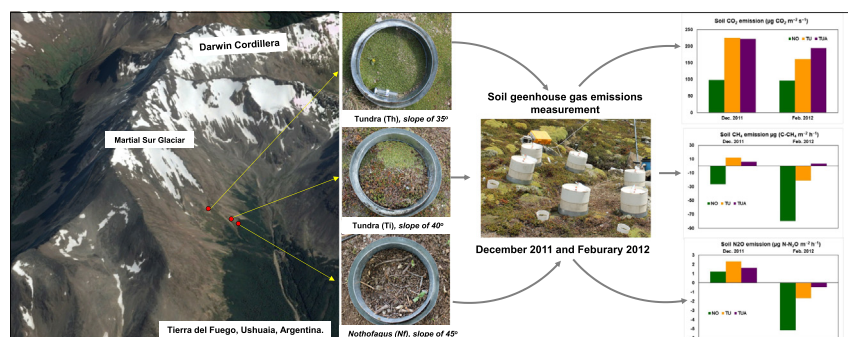 Darwin Cordillera
Martial Sur Glaciar
Tierra del Fuego, Ushuaia, Argentina.
Tundra (Th), slope of 35º
Tundra (Ti), slope of 40º
Nothofagus (Nf), slope of 45º
Soil geenhouse gas emissions
measurement
December 2011 and Feburary 2012
Soil CO₂ emission (µg CO₂ m⁻² s⁻¹)
NO TU TUA
250
200
150
100
50
0
Dec. 2011 Feb. 2012
Soil CH₄ emission µg (C-CH₄ m⁻² h⁻¹)
Dec. 2011 Feb. 2012
30
10
-10
-30
-50
-70
-90
NO TU TUA
Soil N2O emission (µg N-N₂O m⁻² h⁻¹)
Dec. 2011 Feb. 2012
3
2
1
0
-1
-2
-3
-4
-5
-6
NO TU TUA